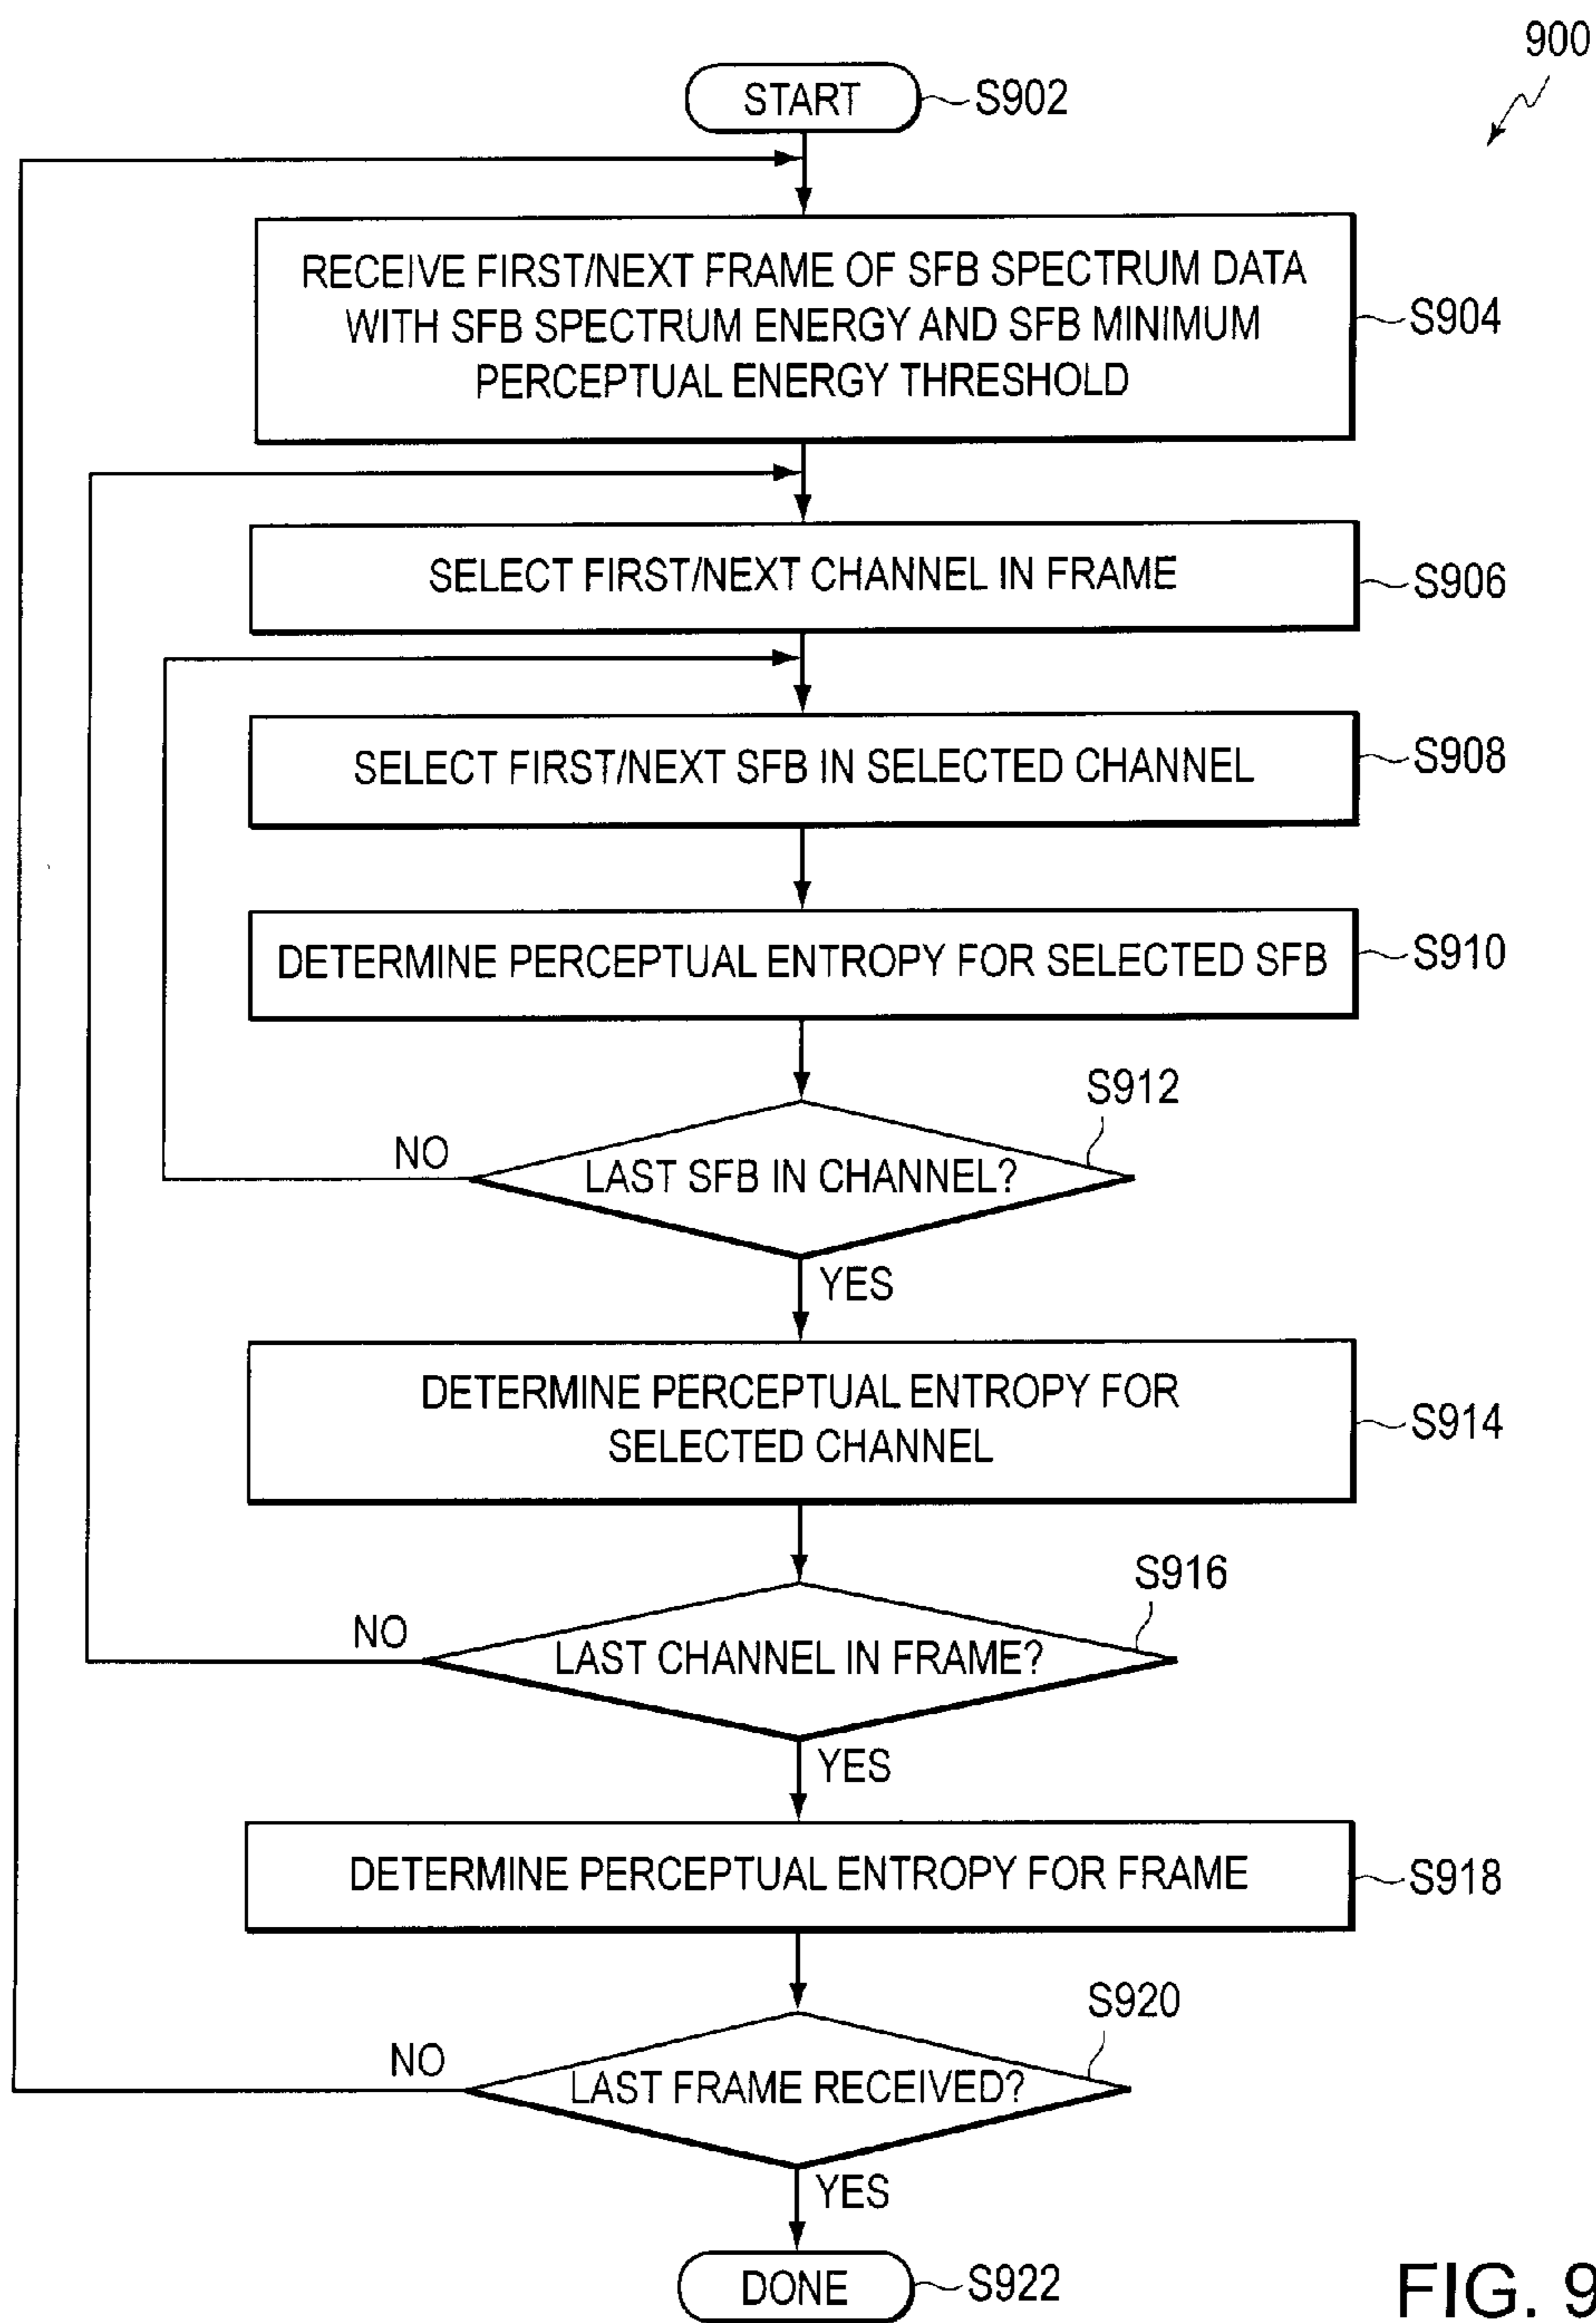 900
START
S902
RECEIVE FIRST/NEXT FRAME OF SFB SPECTRUM DATA
WITH SFB SPECTRUM ENERGY AND SFB MINIMUM
PERCEPTUAL ENERGY THRESHOLD
S904
SELECT FIRST/NEXT CHANNEL IN FRAME
S906
SELECT FIRST/NEXT SFB IN SELECTED CHANNEL
S908
DETERMINE PERCEPTUAL ENTROPY FOR SELECTED SFB
S910
S912
NO
LAST SFB IN CHANNEL?
YES
DETERMINE PERCEPTUAL ENTROPY FOR
SELECTED CHANNEL
S914
S916
NO
LAST CHANNEL IN FRAME?
YES
DETERMINE PERCEPTUAL ENTROPY FOR FRAME
S918
S920
NO
LAST FRAME RECEIVED?
YES
DONE
S922
FIG. 9